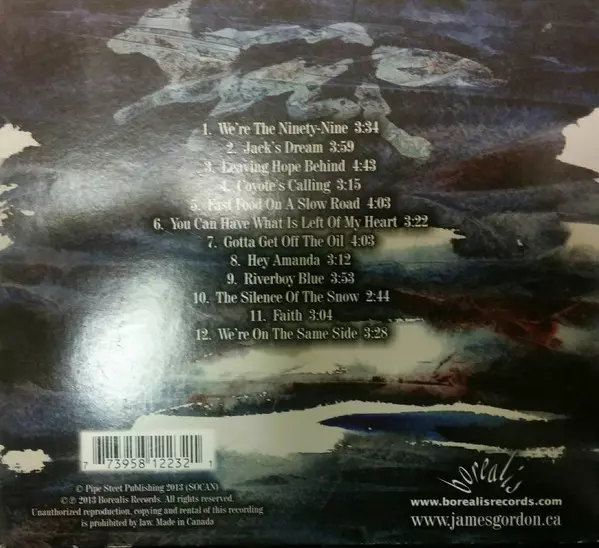 1. We're The Ninety-Nine 3:34
2. Jack's Dream 3:59
3. Leaving Hope Behind 4:43
4. Coyote's Calling 3:15
5. Fast Food On A Slow Road 4:03
6. You Can Have What Is Left Of My Heart 3:22
7. Gotta Get Off The Oil 4:03
8. Hey Amanda 3:12
9. Riverboy Blue 3:53
10. The Silence Of The Snow 2:44
11. Faith 3:04
12. We're On The Same Side 3:28
7 73958 12232 1
© Pipe Steet Publishing 2013 (SOCAN)
©℗ 2013 Borealis Records. All rights reserved.
Unauthorized reproduction, copying and rental of this recording
is prohibited by law. Made in Canada
borealis
www.borealisrecords.com
www.jamesgordon.ca